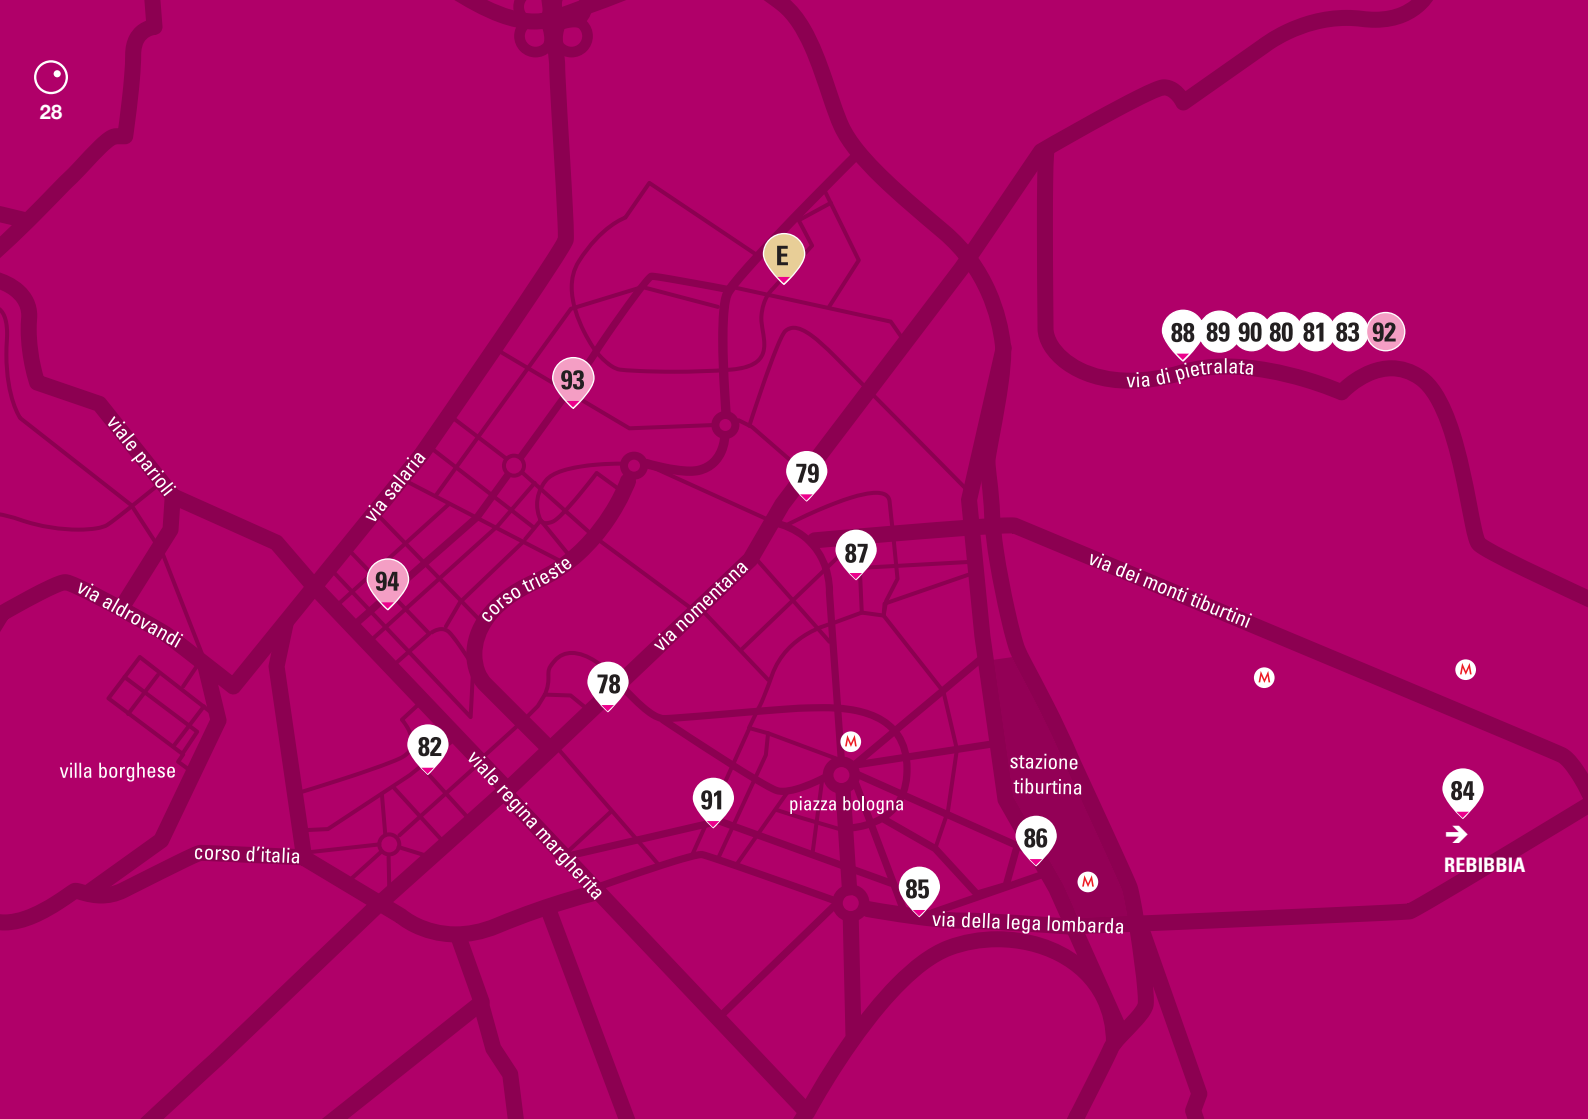 28
E
88 89 90 80 81 83 92
via di pietralata
93
viale parioli
via salaria
79
87
via dei monti tiburtini
94
corso trieste
via nomentana
via aldrovandi
78
M
M
82
M
villa borghese
viale regina margherita
stazione
tiburtina
91
piazza bologna
84
REBIBBIA
86
corso d'italia
85
M
via della lega lombarda